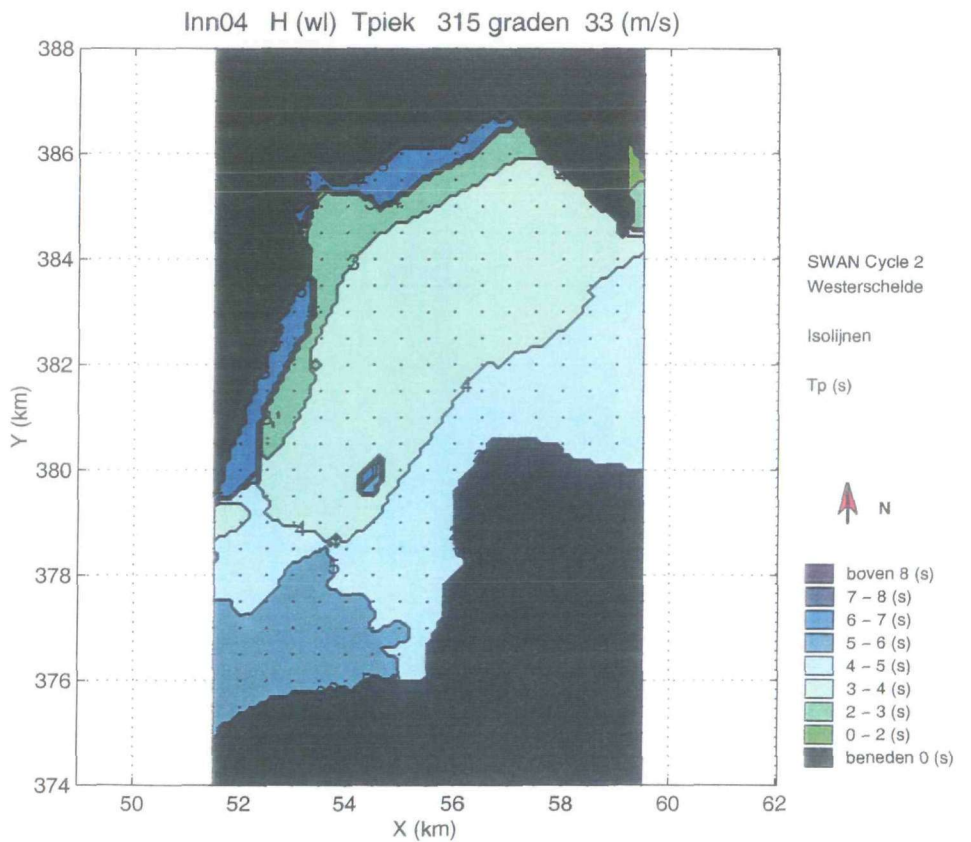 Inn04 H (wl) Tpiek 315 graden 33 (m/s)
388
386
384
382
380
378
376
374
Y (km)
50
52
54
56
58
60
62
X (km)
3
4
4
5
SWAN Cycle 2
Westerschelde
Isolijnen
Tp (s)
N
boven 8 (s)
7 – 8 (s)
6 – 7 (s)
5 – 6 (s)
4 – 5 (s)
3 – 4 (s)
2 – 3 (s)
0 – 2 (s)
beneden 0 (s)